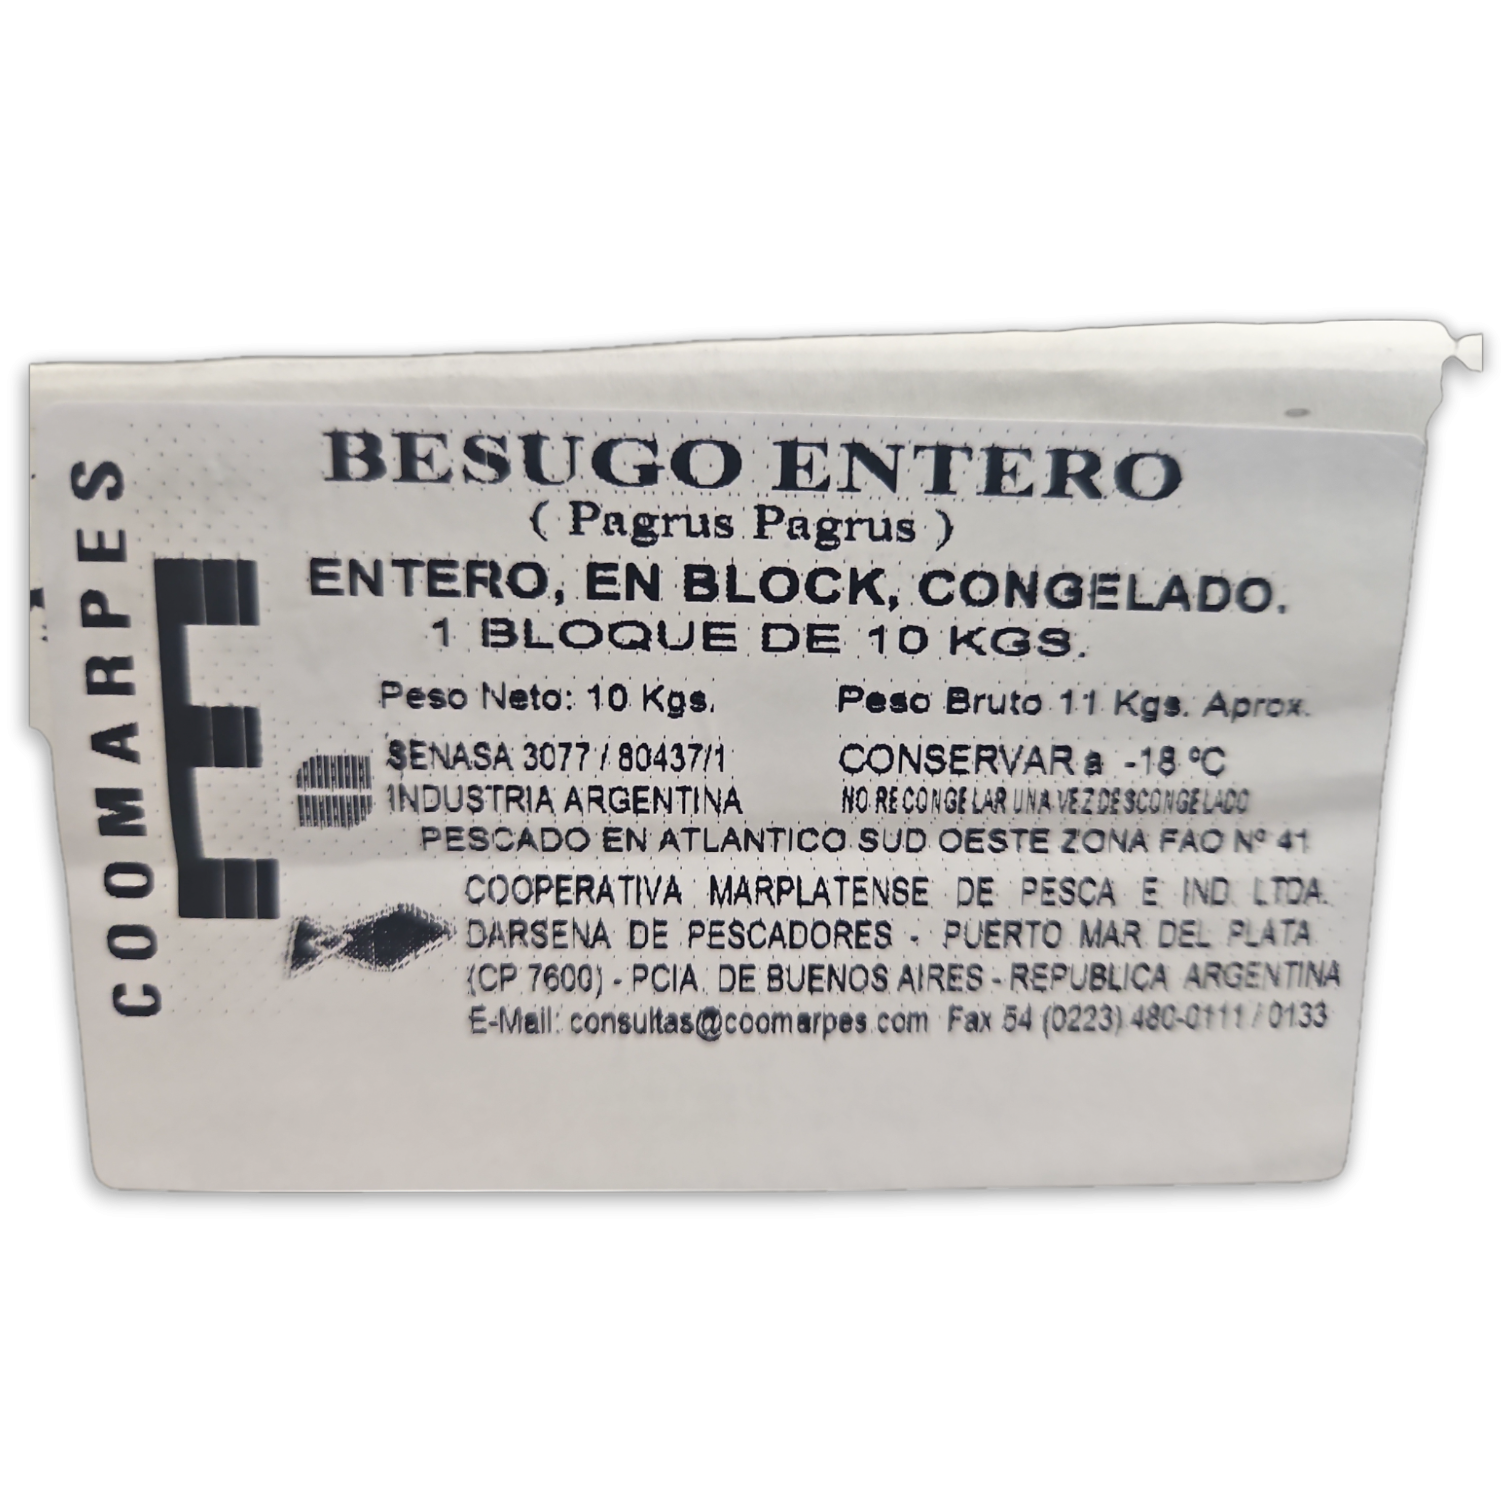 COOMARPES
BESUGO ENTERO
( Pagrus Pagrus )
ENTERO, EN BLOCK, CONGELADO.
1 BLOQUE DE 10 KGS.
Peso Neto: 10 Kgs. Peso Bruto 11 Kgs. Aprox.
SENASA 3077 / 80437/1 CONSERVAR a -18 ºC
INDUSTRIA ARGENTINA NO RECONGELAR UNA VEZ DESCONGELADO
PESCADO EN ATLANTICO SUD OESTE ZONA FAO Nº 41
COOPERATIVA MARPLATENSE DE PESCA E IND LTDA.
DARSENA DE PESCADORES - PUERTO MAR DEL PLATA
(CP 7600) - PCIA. DE BUENOS AIRES - REPUBLICA ARGENTINA
E-Mail: consultas@coomarpes.com Fax 54 (0223) 480-0111 / 0133